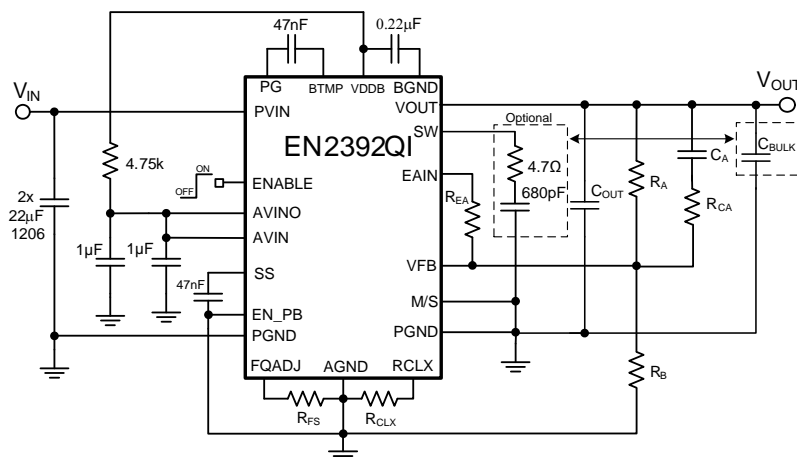 47nF
0.22µF
PG
BTMP
VDDB
BGND
VIN
VOUT
PVIN
VOUT
Optional
SW
EN2392QI
CBULK
CA
4.7Ω
ON
4.75k
EAIN
RA
OFF
ENABLE
680pF
COUT
RCA
REA
2x
22µF
1206
AVINO
AVIN
1µF
1µF
VFB
SS
47nF
M/S
EN_PB
PGND
PGND
FQADJ
AGND
RCLX
RB
RFS
RCLX